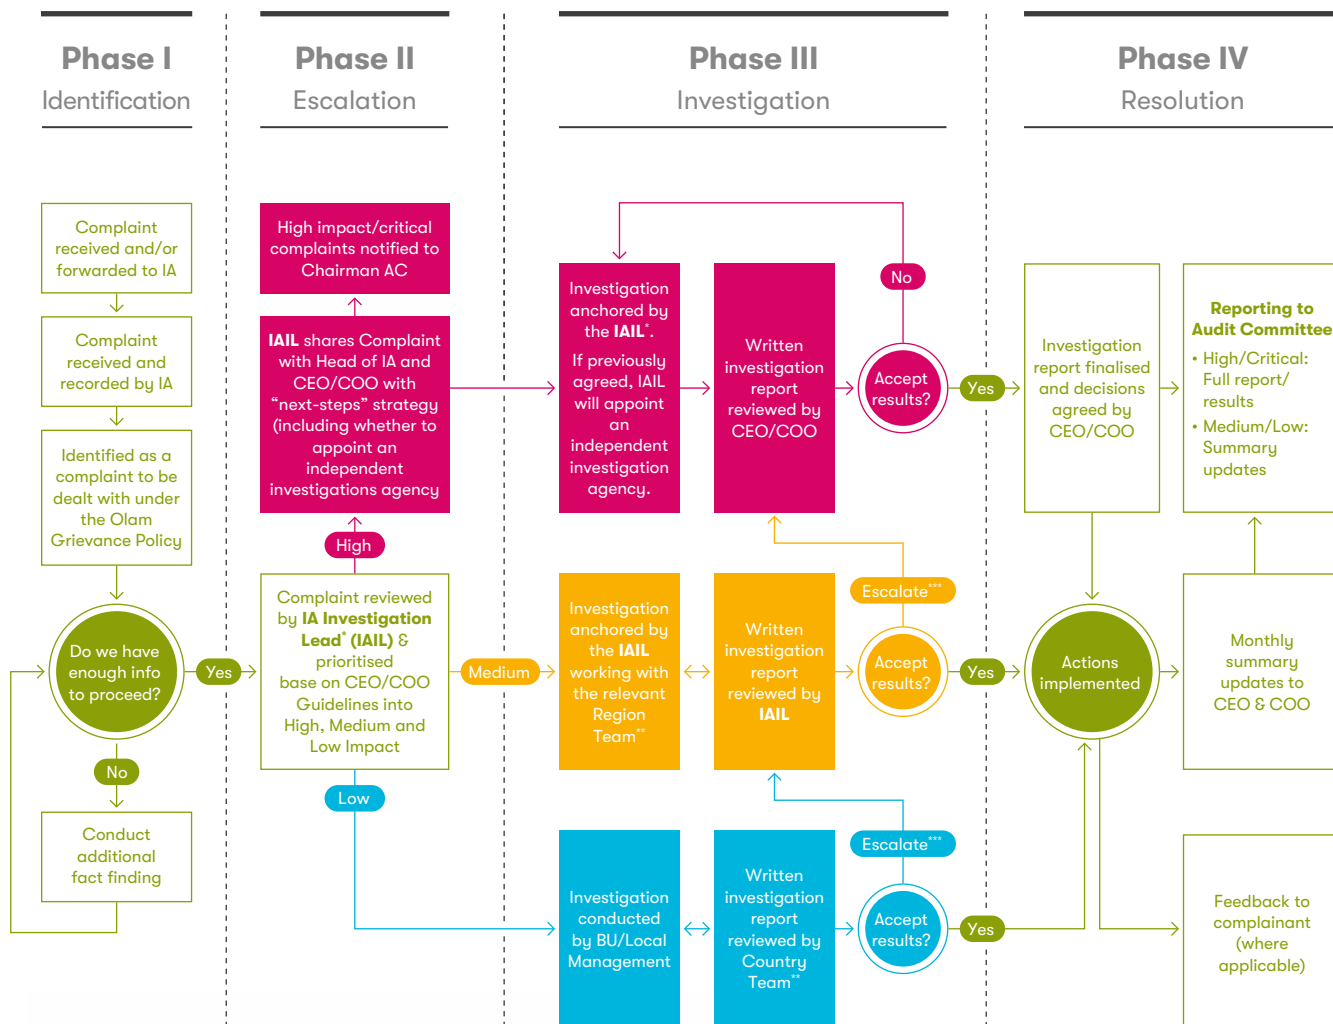 Phase I
Identification
Phase II
Escalation
Phase III
Investigation
Phase IV
Resolution
Complaint
received and/or
forwarded to IA
Complaint
received and
recorded by IA
Identified as a
complaint to be
dealt with under
the Olam
Grievance Policy
Do we have
enough info
to proceed?
Yes
No
Conduct
additional
fact finding
High impact/critical
complaints notified to
Chairman AC
IAIL shares Complaint
with Head of IA and
CEO/COO with
“next-steps” strategy
(including whether to
appoint an
independent
investigations agency
High
Complaint reviewed
by IA Investigation
Lead* (IAIL) &
prioritised
base on CEO/COO
Guidelines into
High, Medium and
Low Impact
Medium
Low
Investigation
anchored by
the IAIL*.
If previously
agreed, IAIL
will appoint
an
independent
investigation
agency.
Written
investigation
report
reviewed by
CEO/COO
No
Accept
results?
Yes
Investigation
anchored by
the IAIL
working with
the relevant
Region
Team**
Written
investigation
report
reviewed by
IAIL
Escalate***
Accept
results?
Yes
Investigation
conducted
by BU/Local
Management
Written
investigation
report
reviewed by
Country
Team**
Escalate***
Accept
results?
Yes
Investigation
report finalised
and decisions
agreed by
CEO/COO
Reporting to
Audit Committee
• High/Critical:
Full report/
results
• Medium/Low:
Summary
updates
Actions
implemented
Monthly
summary
updates to
CEO & COO
Feedback to
complainant
(where
applicable)